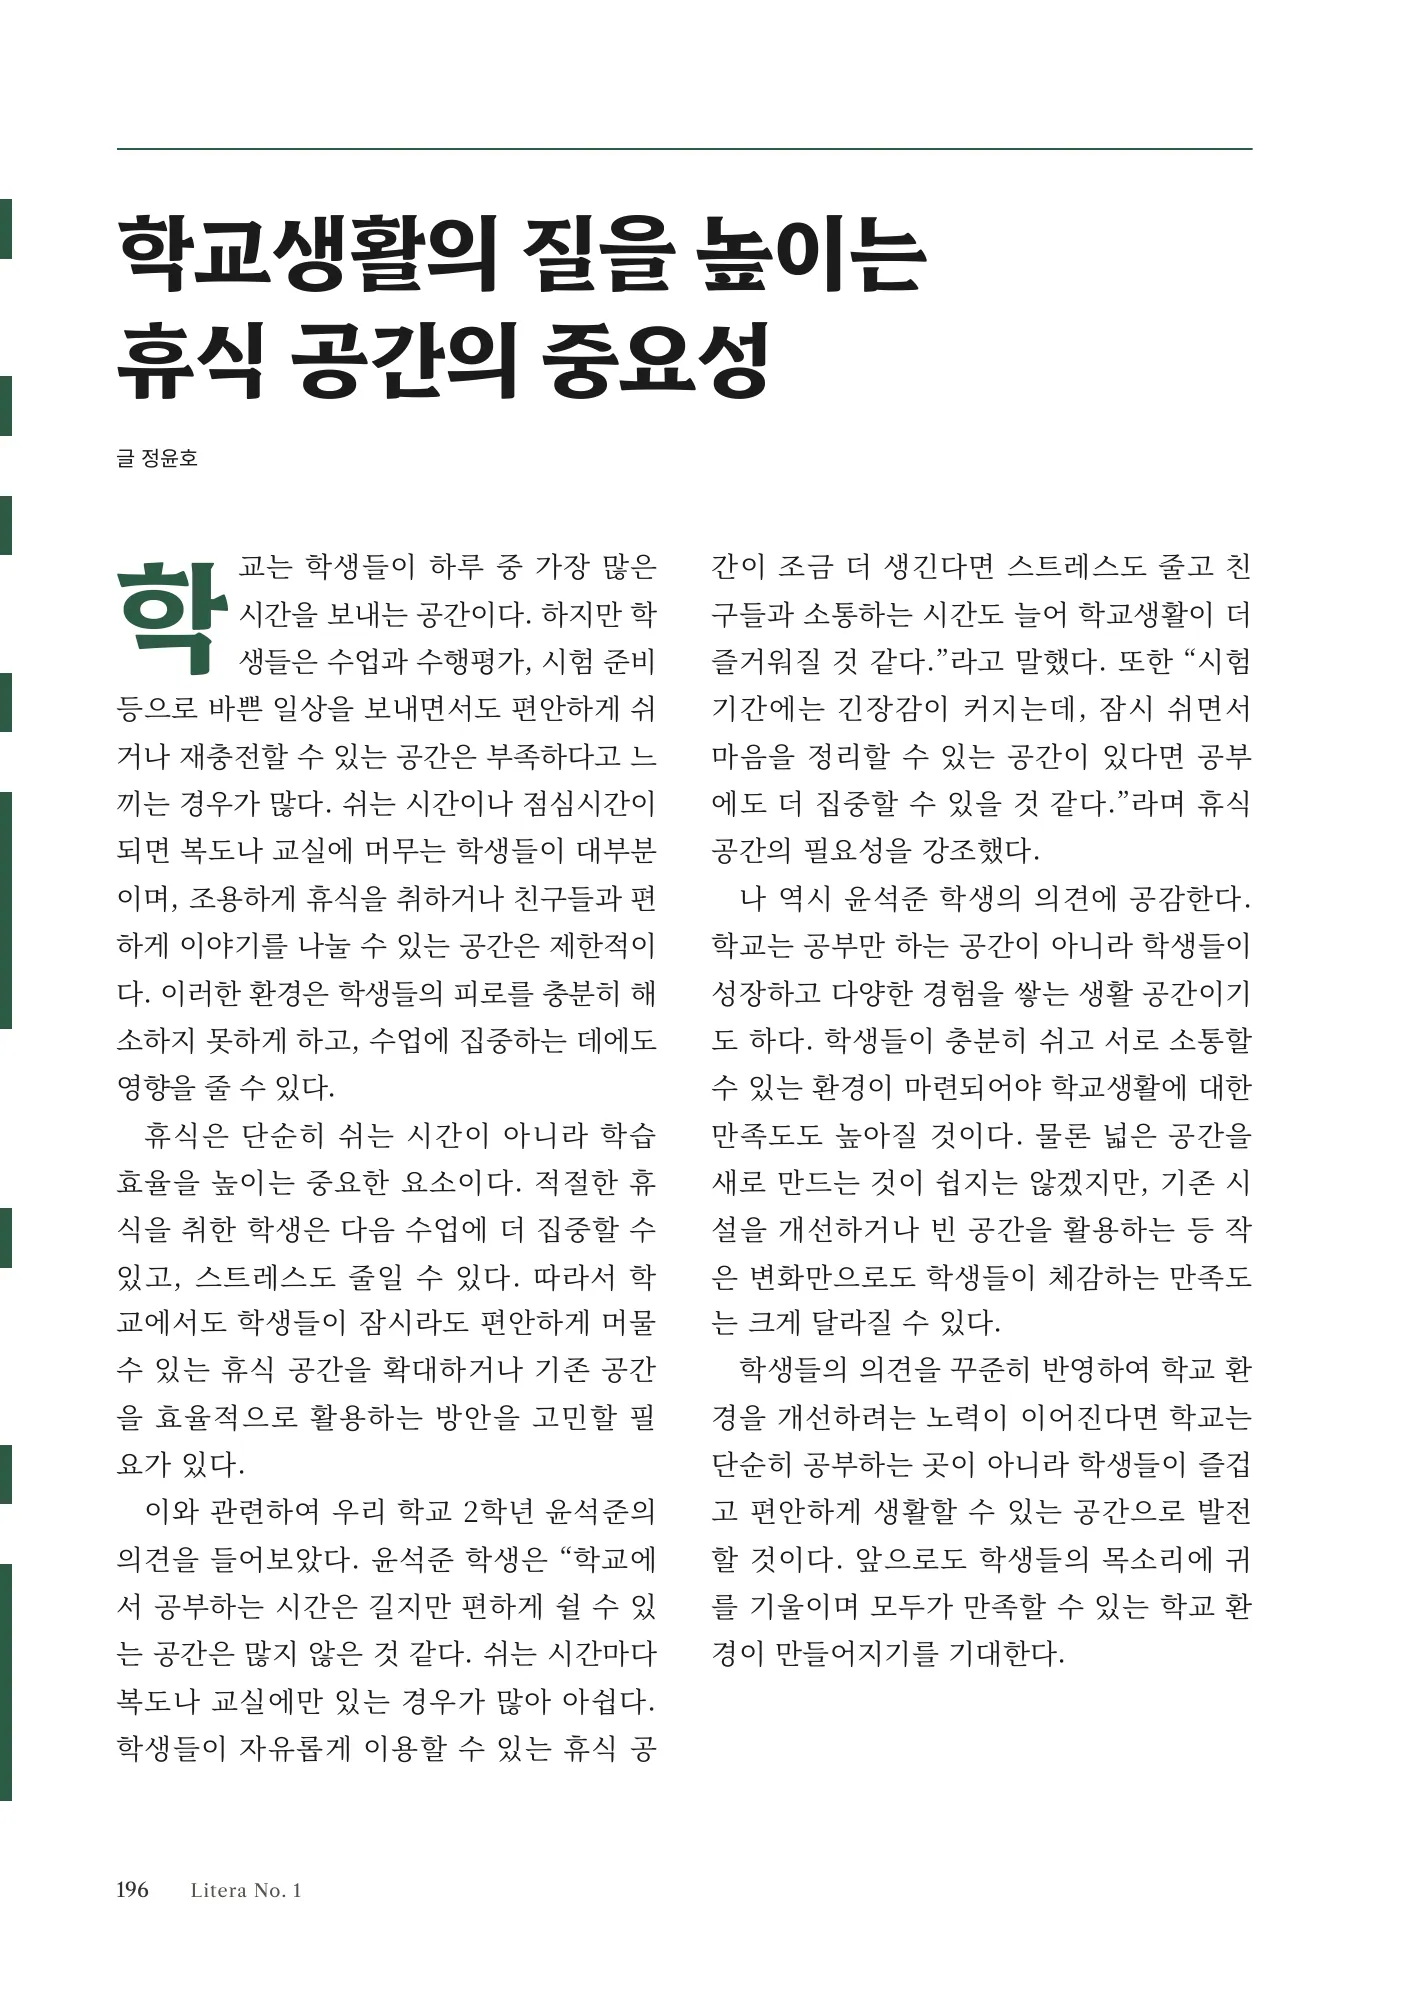 학교생활의 질을 높이는
휴식 공간의 중요성
글 정윤호
학교는 학생들이 하루 중 가장 많은
시간을 보내는 공간이다. 하지만 학
생들은 수업과 수행평가, 시험 준비
등으로 바쁜 일상을 보내면서도 편안하게 쉬
거나 재충전할 수 있는 공간은 부족하다고 느
끼는 경우가 많다. 쉬는 시간이나 점심시간이
되면 복도나 교실에 머무는 학생들이 대부분
이며, 조용하게 휴식을 취하거나 친구들과 편
하게 이야기를 나눌 수 있는 공간은 제한적이
다. 이러한 환경은 학생들의 피로를 충분히 해
소하지 못하게 하고, 수업에 집중하는 데에도
영향을 줄 수 있다.
휴식은 단순히 쉬는 시간이 아니라 학습
효율을 높이는 중요한 요소이다. 적절한 휴
식을 취한 학생은 다음 수업에 더 집중할 수
있고, 스트레스도 줄일 수 있다. 따라서 학
교에서도 학생들이 잠시라도 편안하게 머물
수 있는 휴식 공간을 확대하거나 기존 공간
을 효율적으로 활용하는 방안을 고민할 필
요가 있다.
이와 관련하여 우리 학교 2학년 윤석준의
의견을 들어보았다. 윤석준 학생은 “학교에
서 공부하는 시간은 길지만 편하게 쉴 수 있
는 공간은 많지 않은 것 같다. 쉬는 시간마다
복도나 교실에만 있는 경우가 많아 아쉽다.
학생들이 자유롭게 이용할 수 있는 휴식 공
간이 조금 더 생긴다면 스트레스도 줄고 친
구들과 소통하는 시간도 늘어 학교생활이 더
즐거워질 것 같다.”라고 말했다. 또한 “시험
기간에는 긴장감이 커지는데, 잠시 쉬면서
마음을 정리할 수 있는 공간이 있다면 공부
에도 더 집중할 수 있을 것 같다.”라며 휴식
공간의 필요성을 강조했다.
나 역시 윤석준 학생의 의견에 공감한다.
학교는 공부만 하는 공간이 아니라 학생들이
성장하고 다양한 경험을 쌓는 생활 공간이기
도 하다. 학생들이 충분히 쉬고 서로 소통할
수 있는 환경이 마련되어야 학교생활에 대한
만족도도 높아질 것이다. 물론 넓은 공간을
새로 만드는 것이 쉽지는 않겠지만, 기존 시
설을 개선하거나 빈 공간을 활용하는 등 작
은 변화만으로도 학생들이 체감하는 만족도
는 크게 달라질 수 있다.
학생들의 의견을 꾸준히 반영하여 학교 환
경을 개선하려는 노력이 이어진다면 학교는
단순히 공부하는 곳이 아니라 학생들이 즐겁
고 편안하게 생활할 수 있는 공간으로 발전
할 것이다. 앞으로도 학생들의 목소리에 귀
를 기울이며 모두가 만족할 수 있는 학교 환
경이 만들어지기를 기대한다.
196 Litera No. 1